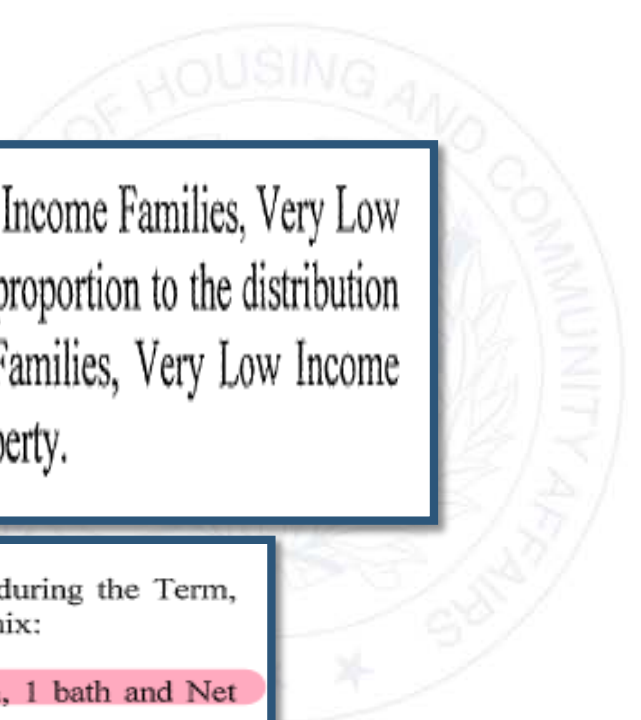 OF HOUSING AND COMMUNITY AFFAIRS
Income Families, Very Low
proportion to the distribution
Families, Very Low Income
perty.
during the Term,
mix:
, 1 bath and Net